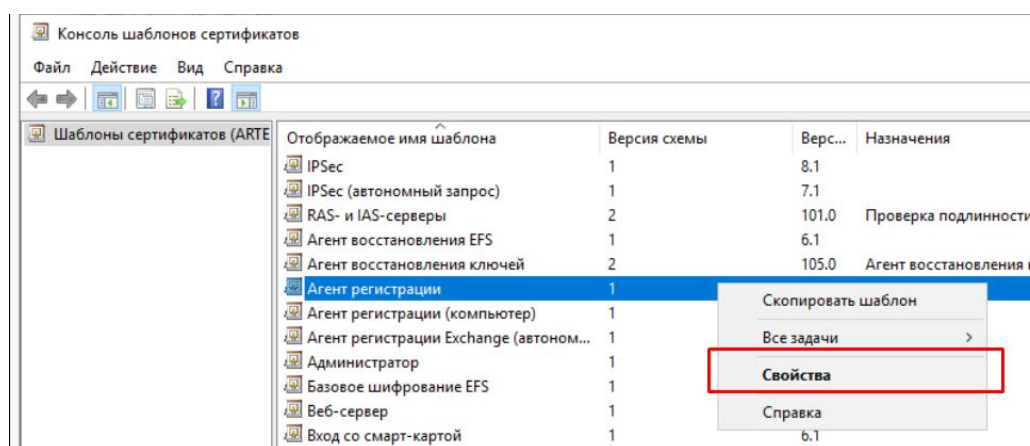 Консоль шаблонов сертификатов
Файл Действие Вид Справка
Шаблоны сертификатов (ARTE
Отображаемое имя шаблона Версия схемы Верс... Назначения
IPSec 1 8.1
IPSec (автономный запрос) 1 7.1
RAS- и IAS-серверы 2 101.0 Проверка подлинности
Агент восстановления EFS 1 6.1
Агент восстановления ключей 2 105.0 Агент восстановления
Агент регистрации 1
Агент регистрации (компьютер) 1
Агент регистрации Exchange (автоном... 1
Администратор 1
Базовое шифрование EFS 1
Веб-сервер 1
Вход со смарт-картой 1 6.1
Скопировать шаблон
Все задачи >
Свойства
Справка